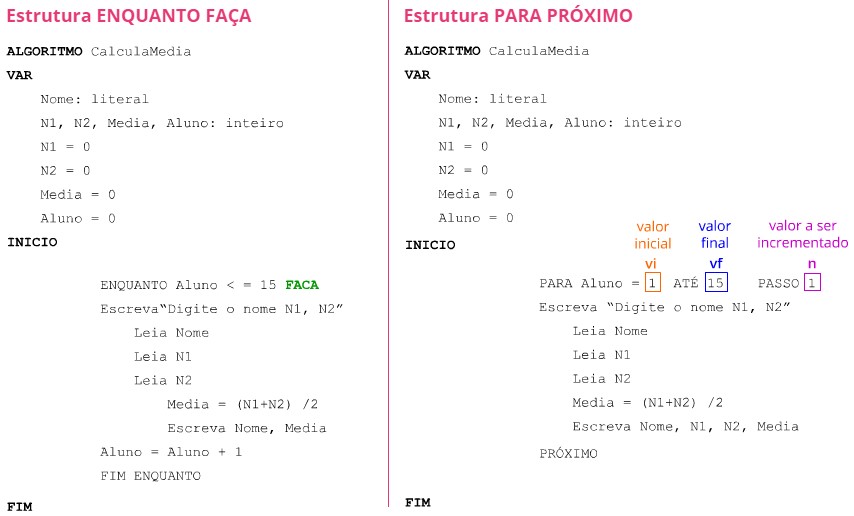 Estrutura ENQUANTO FAÇA
ALGORITMO CalculaMedia
VAR
Nome: literal
N1, N2, Media, Aluno: inteiro
N1 = 0
N2 = 0
Media = 0
Aluno = 0
INICIO
ENQUANTO Aluno < = 15 FACA
Escreva“Digite o nome N1, N2”
Leia Nome
Leia N1
Leia N2
Media = (N1+N2) /2
Escreva Nome, Media
Aluno = Aluno + 1
FIM ENQUANTO
FIM
Estrutura PARA PRÓXIMO
ALGORITMO CalculaMedia
VAR
Nome: literal
N1, N2, Media, Aluno: inteiro
N1 = 0
N2 = 0
Media = 0
Aluno = 0
INICIO
valor inicial
vi
valor final
vf
valor a ser incrementado
n
PARA Aluno = 1 ATÉ 15 PASSO 1
Escreva “Digite o nome N1, N2”
Leia Nome
Leia N1
Leia N2
Media = (N1+N2) /2
Escreva Nome, N1, N2, Media
PRÓXIMO
FIM